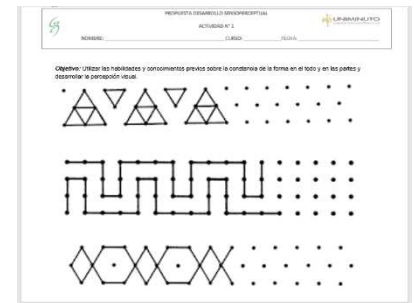 PROPUESTA DESARROLLO SENSOPERCEPTUAL
ACTIVIDAD N° 1
UNIMINUTO
NOMBRE: CURSO: FECHA:
Objetivo: Utilizar las habilidades y conocimientos previos sobre la constancia de la forma en el todo y en las partes y
desarrollar la percepción visual.